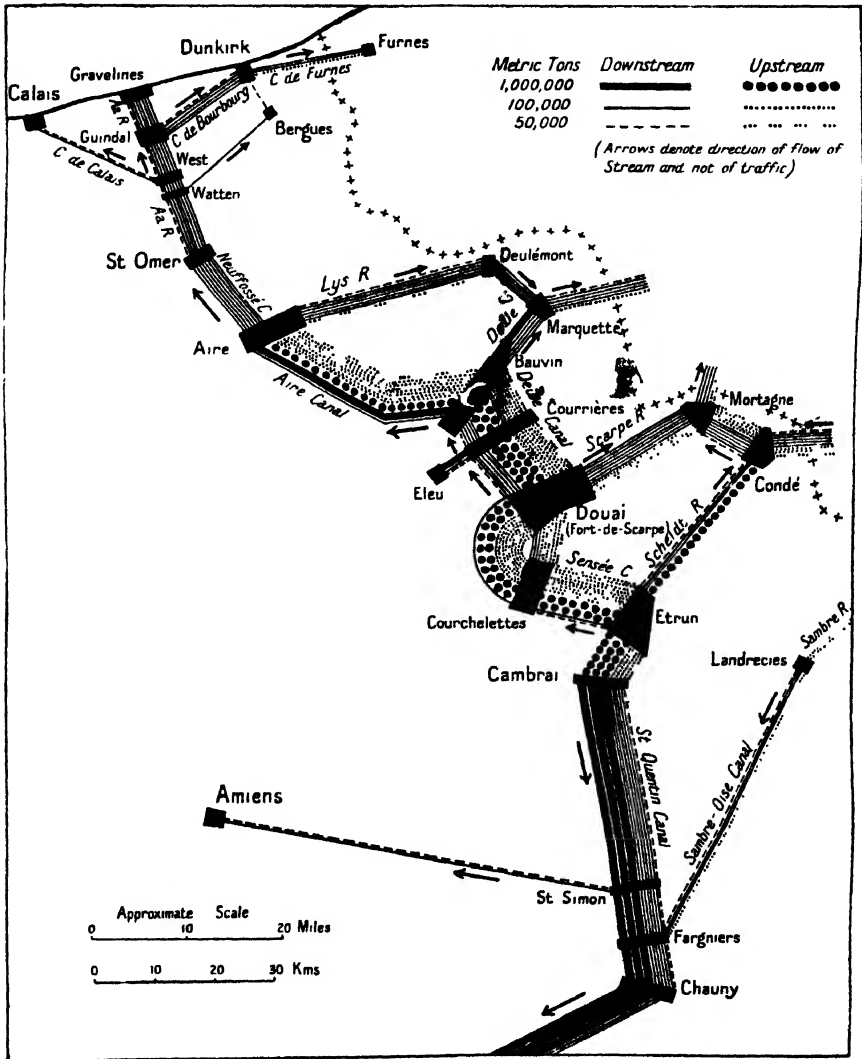 Dunkirk
Furnes
C de Furnes
Gravelines
Calais
Aa R
Guindal
C de Bourbourg
Bergues
West
C de Calais
Watten
Aa R
St Omer
Neuffossé C
Metric Tons Downstream Upstream
1,000,000
100,000
50,000
(Arrows denote direction of flow of
Stream and not of traffic)
Lys R
Deulémont
Aire
Deûle C
Marquette
Bauvin
Aire Canal
Deûle Canal
Courrières
Scarpe R
Mortagne
Eleu
Douai
(Fort-de-Scarpe)
Condé
Scheldt R
Sensée C
Courchelettes
Etrun
Sambre R
Landrecies
Cambrai
St Quentin Canal
Sambre-Oise Canal
Amiens
St Simon
Fargniers
Chauny
Approximate Scale
0 10 20 Miles
0 10 20 30 Kms